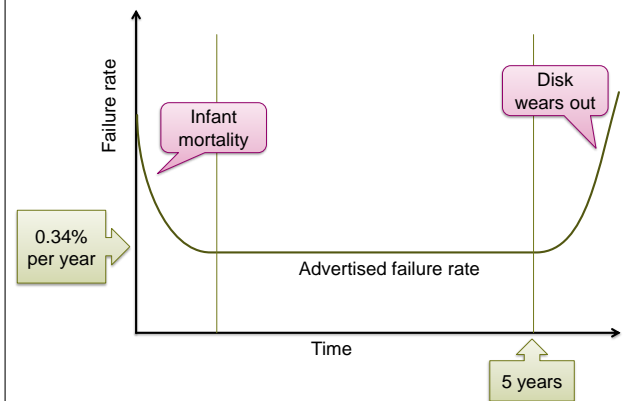 Failure rate
Infant
mortality
Disk
wears out
0.34%
per year
Advertised failure rate
Time
5 years